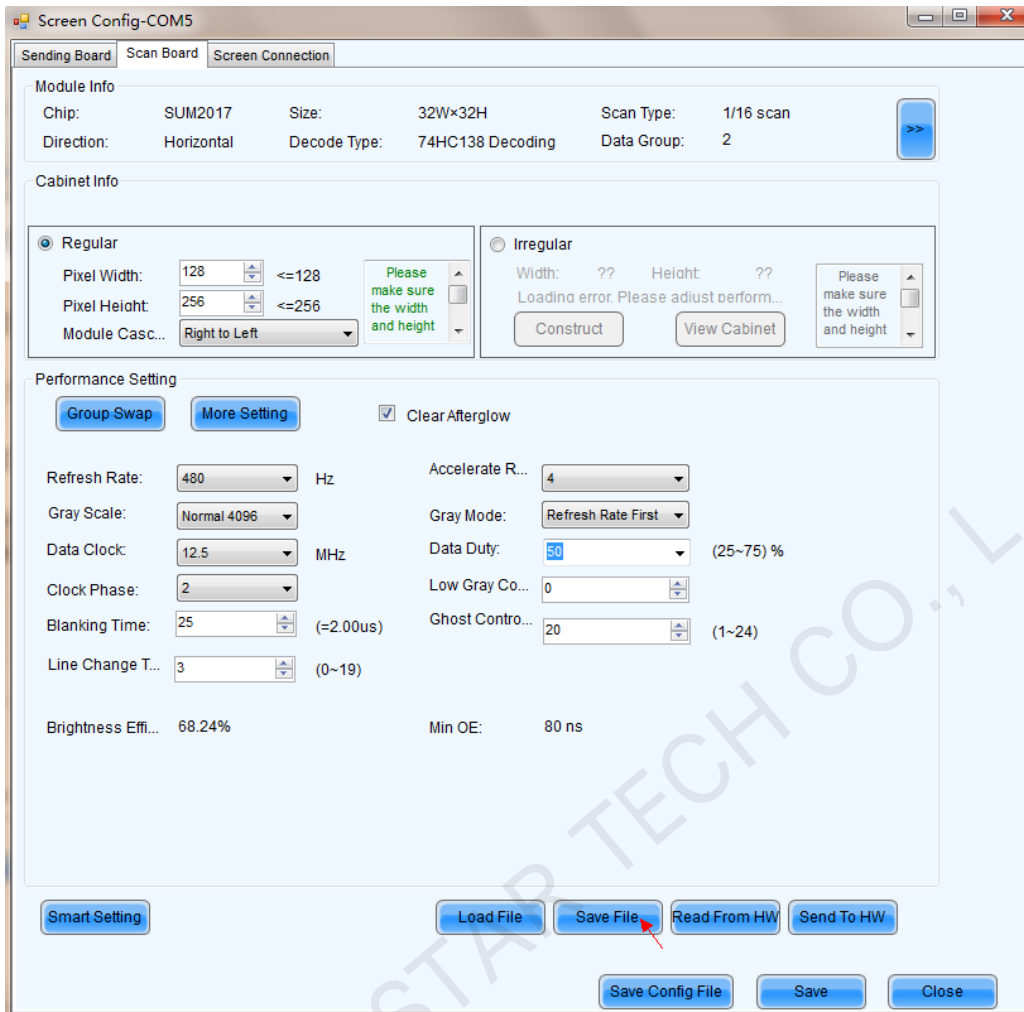 Screen Config-COM5
Sending Board Scan Board Screen Connection
Module Info
Chip: SUM2017 Size: 32W×32H Scan Type: 1/16 scan
Direction: Horizontal Decode Type: 74HC138 Decoding Data Group: 2
>>
Cabinet Info
Regular
Pixel Width: 128 <=128
Pixel Height: 256 <=256
Module Casc... Right to Left
Please
make sure
the width
and height
Irregular
Width: ?? Height: ??
Loading error. Please adjust perform...
Construct View Cabinet
Please
make sure
the width
and height
Performance Setting
Group Swap More Setting Clear Afterglow
Refresh Rate: 480 Hz Accelerate R... 4
Gray Scale: Normal 4096 Gray Mode: Refresh Rate First
Data Clock: 12.5 MHz Data Duty: 50 (25~75) %
Clock Phase: 2 Low Gray Co... 0
Blanking Time: 25 (=2.00us) Ghost Contro... 20 (1~24)
Line Change T... 3 (0~19)
Brightness Effi... 68.24% Min OE: 80 ns
Smart Setting Load File Save File Read From HW Send To HW
Save Config File Save Close
STAR TECH CO., L